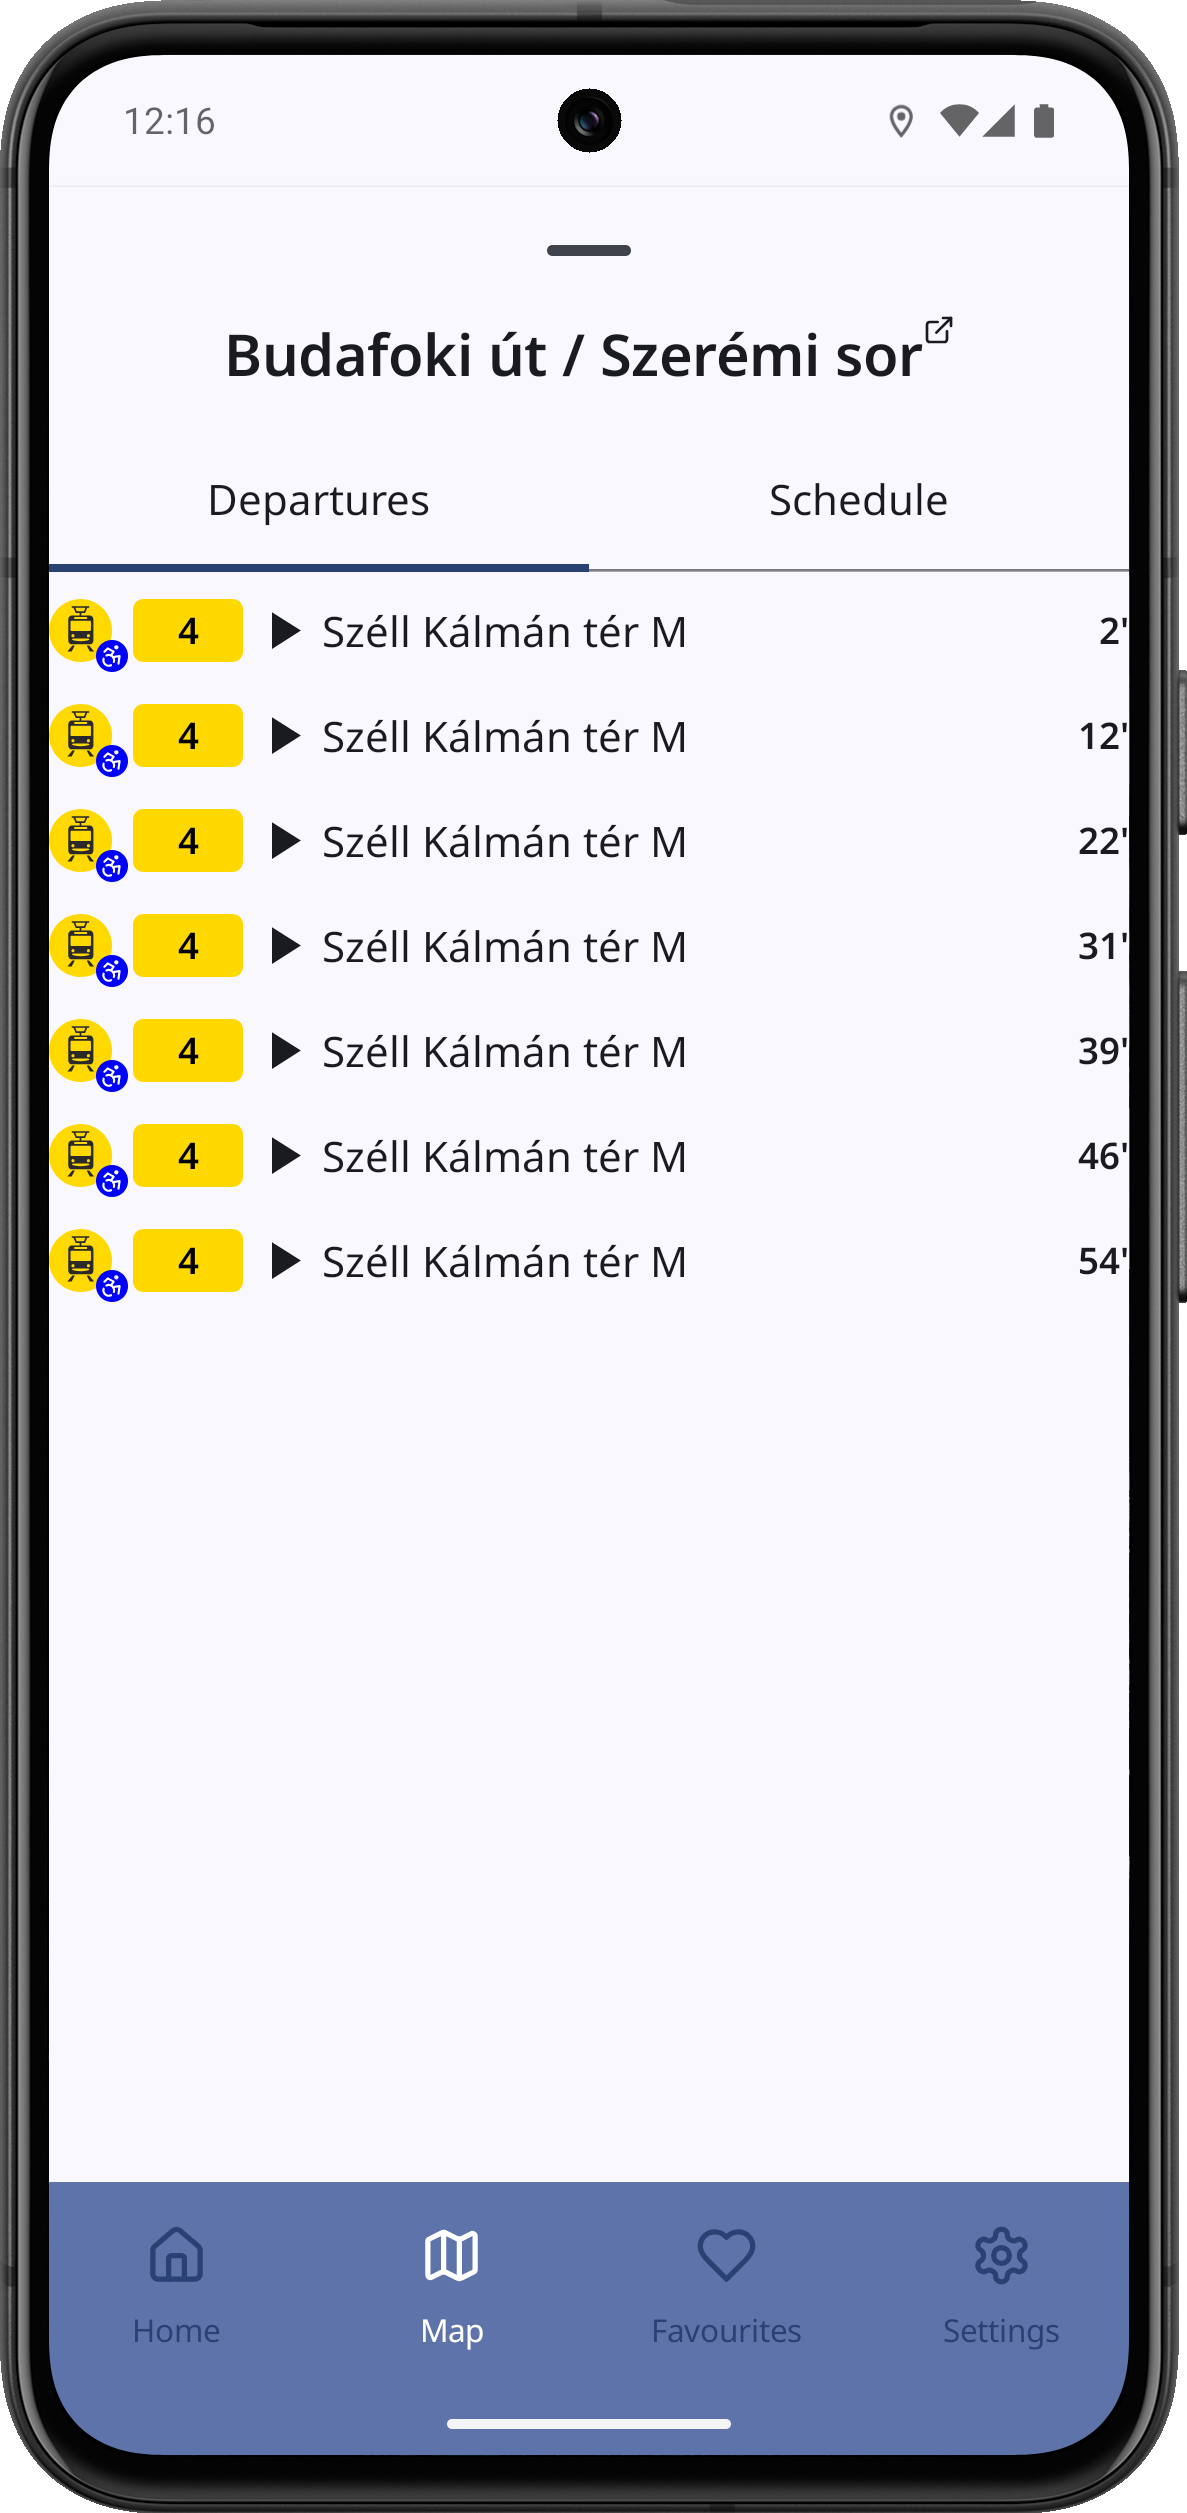 12:16
Budafoki út / Szerémi sor
Departures Schedule
4 Széll Kálmán tér M 2'
4 Széll Kálmán tér M 12'
4 Széll Kálmán tér M 22'
4 Széll Kálmán tér M 31'
4 Széll Kálmán tér M 39'
4 Széll Kálmán tér M 46'
4 Széll Kálmán tér M 54'
Home Map Favourites Settings